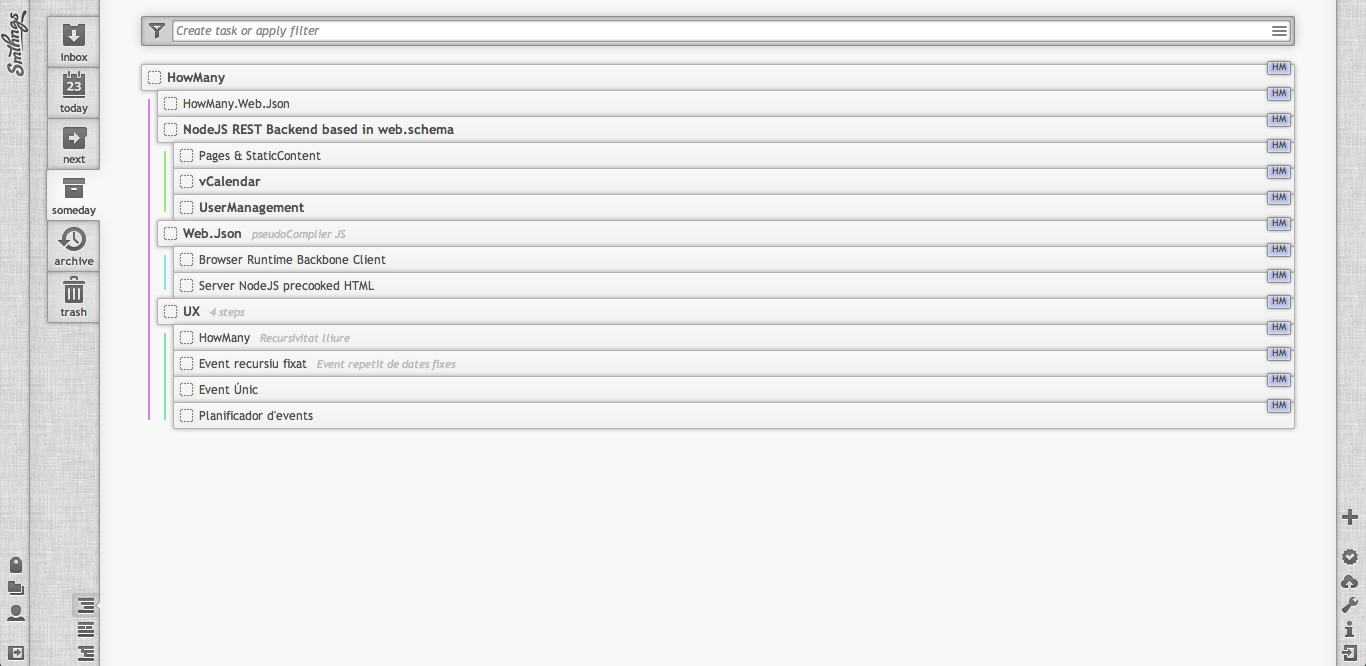 Smthngs
inbox
23
today
next
someday
archive
trash
Create task or apply filter
HowMany HM
HowMany.Web.Json HM
NodeJS REST Backend based in web.schema HM
Pages & StaticContent HM
vCalendar HM
UserManagement HM
Web.Json pseudoComplier JS HM
Browser Runtime Backbone Client HM
Server NodeJS precooked HTML HM
UX 4 steps HM
HowMany Recursivitat lliure HM
Event recursiu fixat Event repetit de dates fixes HM
Event Únic HM
Planificador d'events HM